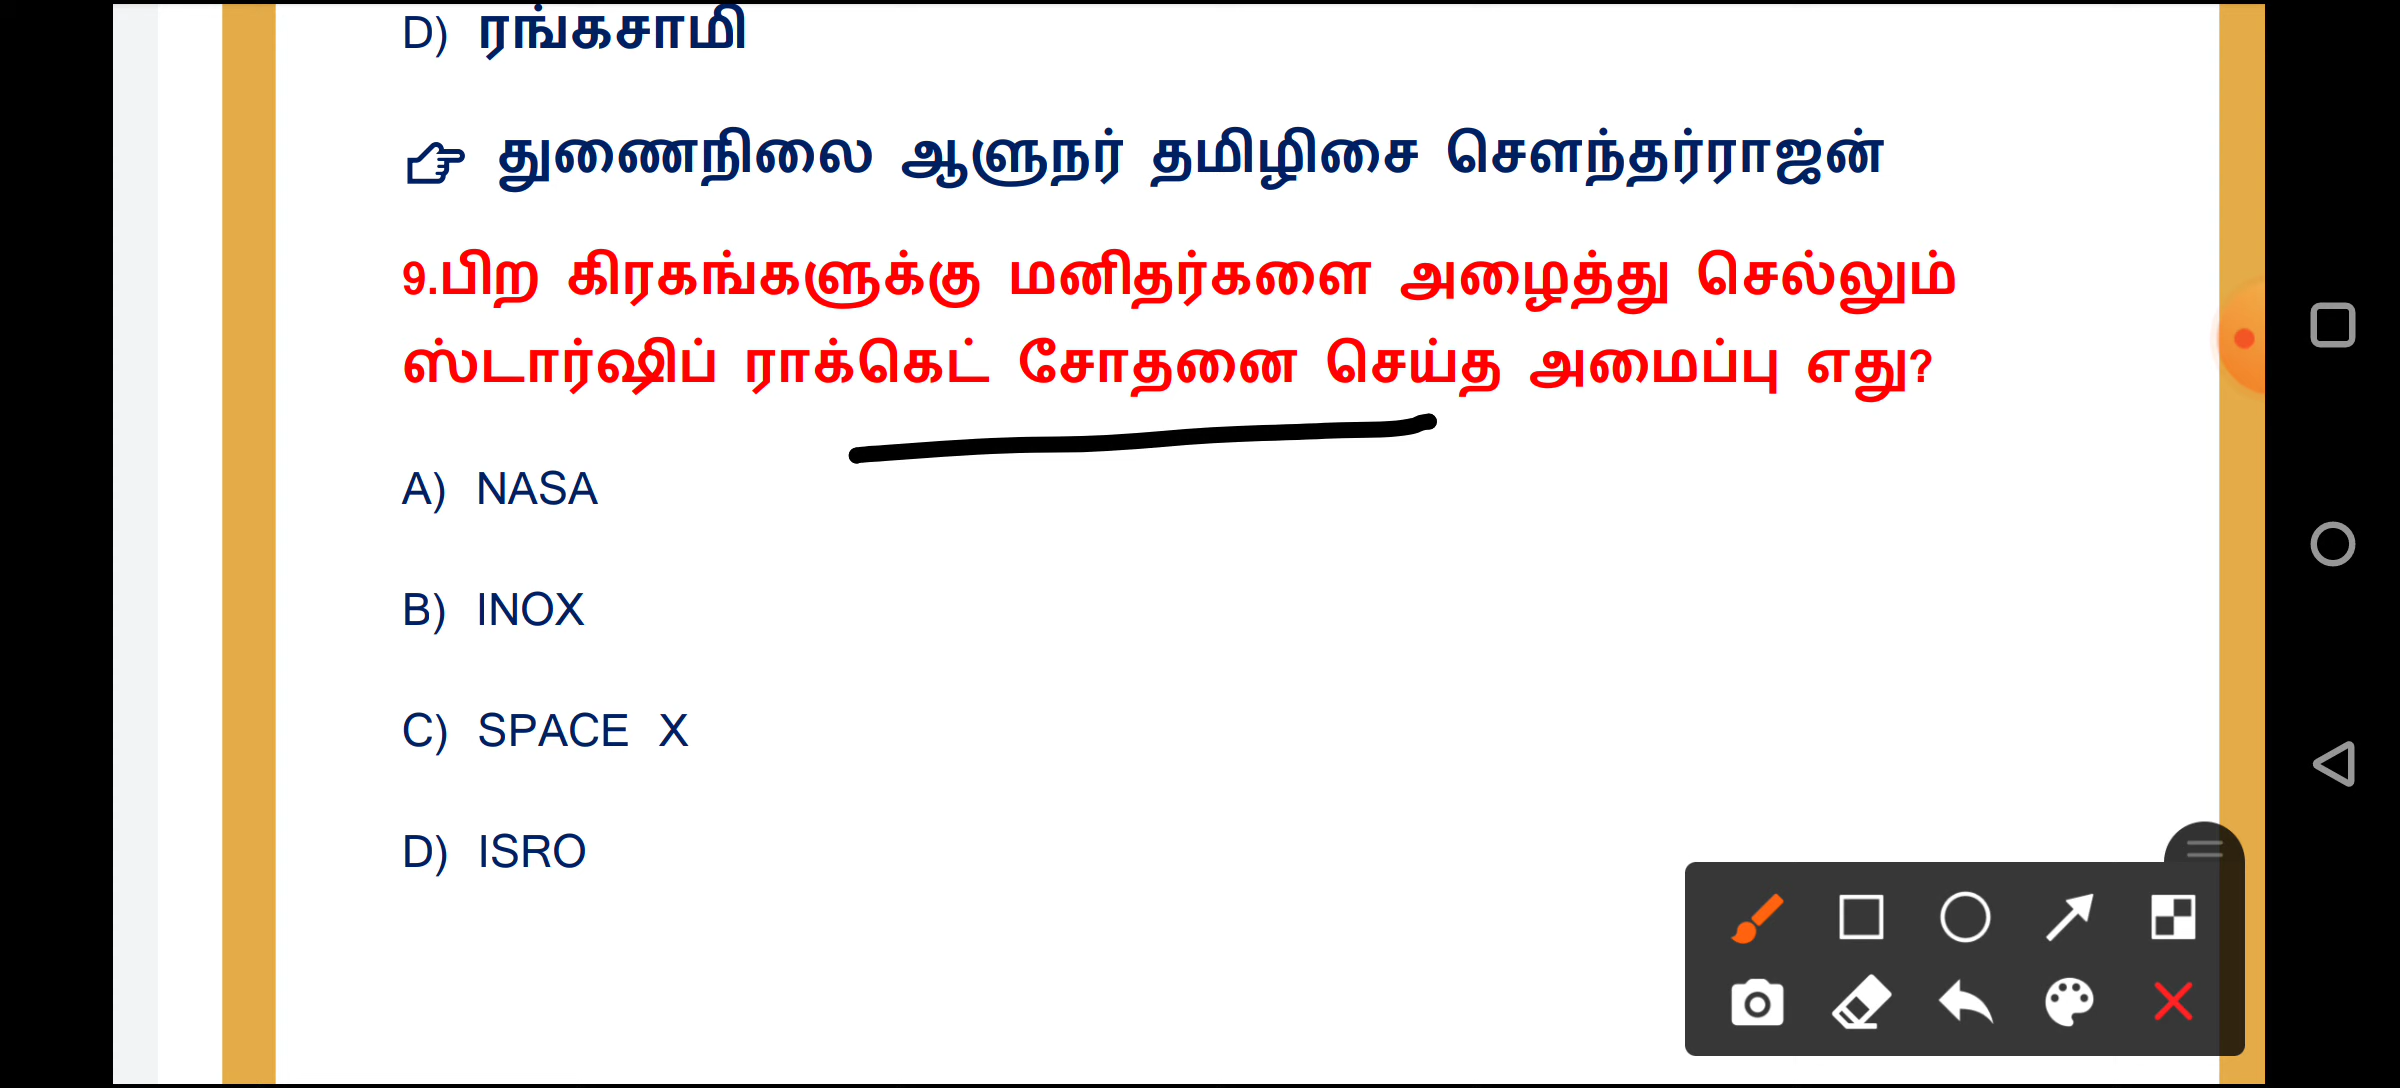 D) ரங்கசாமி
துணைநிலை ஆளுநர் தமிழிசை சௌந்தர்ராஜன்
9.பிற கிரகங்களுக்கு மனிதர்களை அழைத்து செல்லும்
ஸ்டார்ஷிப் ராக்கெட் சோதனை செய்த அமைப்பு எது?
A) NASA
B) INOX
C) SPACE X
D) ISRO